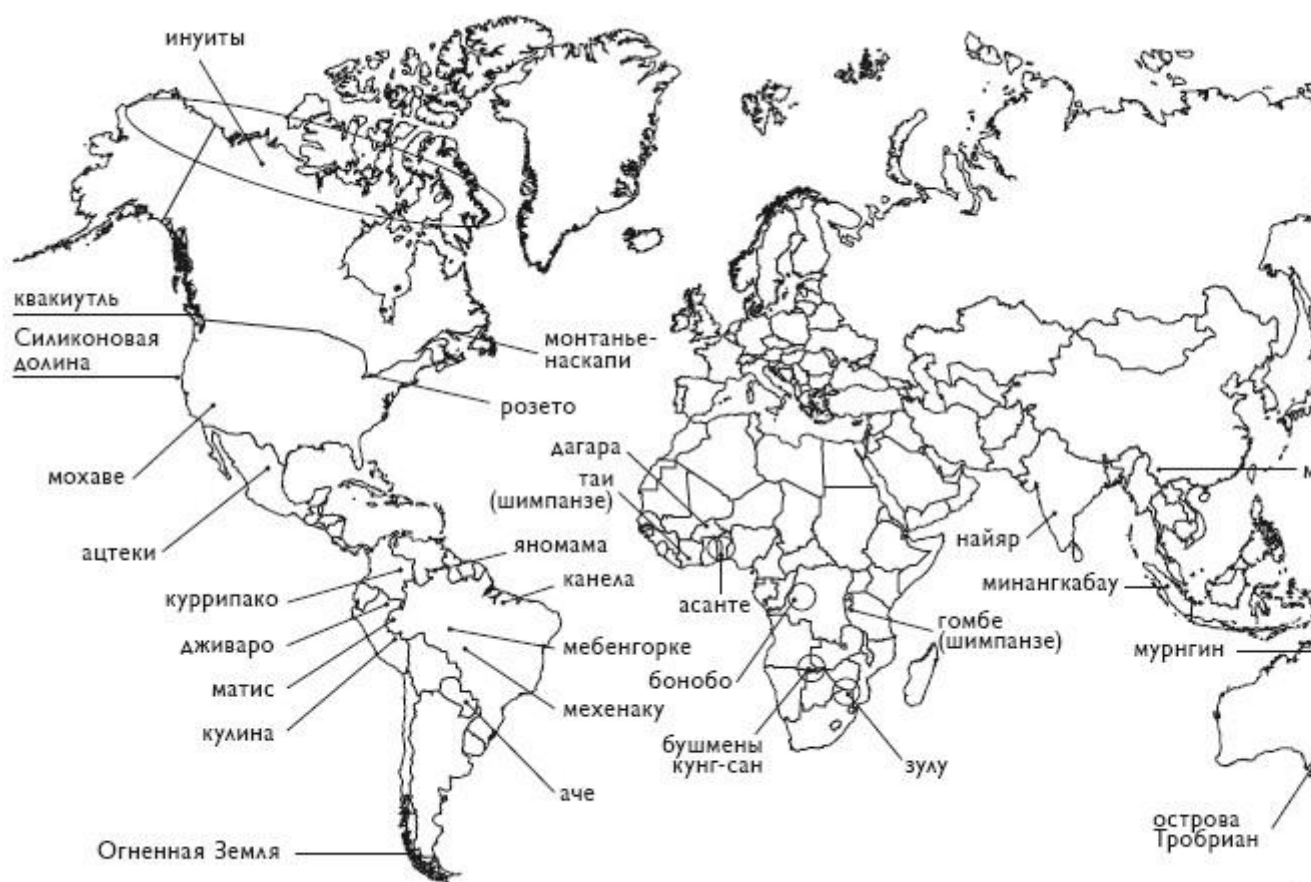 инуиты
квакиутль
Силиконовая
долина
монтанье-
наскапи
розето
мохаве
ацтеки
дагара
таи
(шимпанзе)
яномама
канела
куррипако
дживаро
матис
кулина
мебенгорке
мехенаку
аче
Огненная Земля
асанте
бонобо
бушмены
кунг-сан
зулу
гомбе
(шимпанзе)
найяр
м
минангкабау
мурнгин
острова
Тробриан